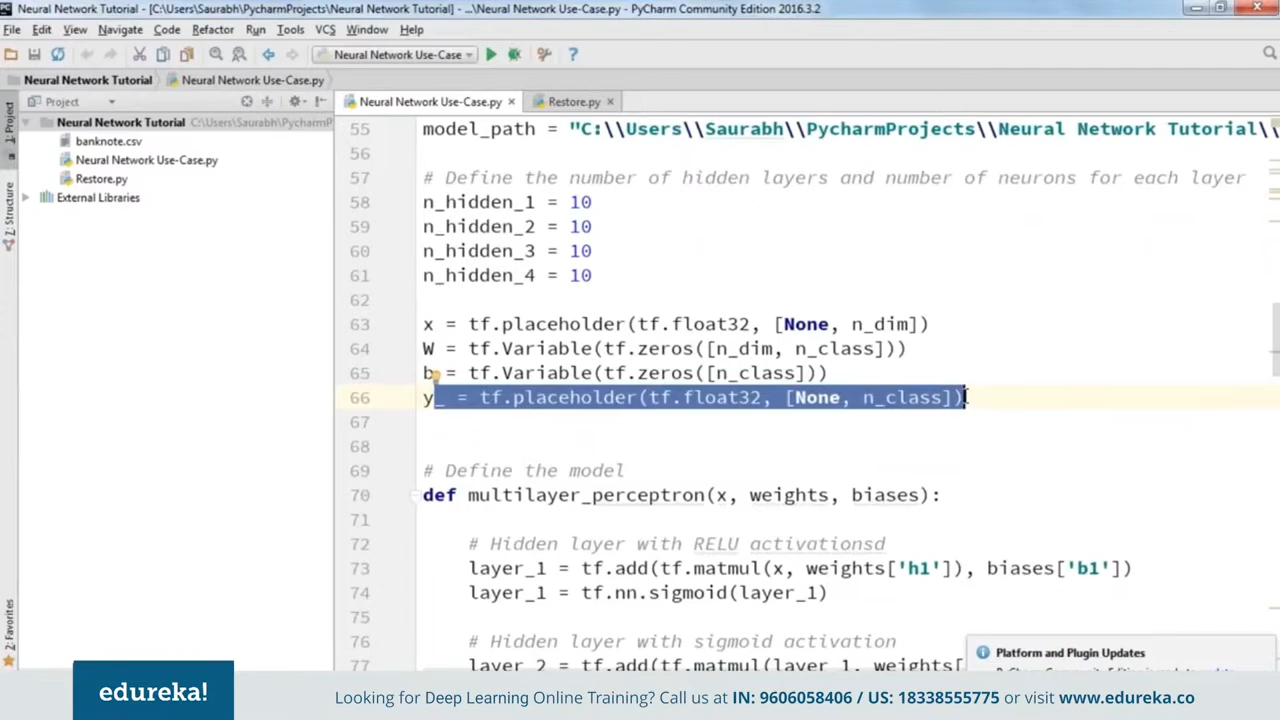 Neural Network Tutorial - [C:\Users\Saurabh\PycharmProjects\Neural Network Tutorial] - ...\Neural Network Use-Case.py - PyCharm Community Edition 2016.3.2
File Edit View Navigate Code Refactor Run Tools VCS Window Help
Neural Network Use-Case
Neural Network Tutorial Neural Network Use-Case.py
Project
Neural Network Use-Case.py Restore.py
1: Project
Z: Structure
2: Favorites
Neural Network Tutorial C:\Users\Saurabh\PycharmP
banknote.csv
Neural Network Use-Case.py
Restore.py
External Libraries
55 model_path = "C:\\Users\\Saurabh\\PycharmProjects\\Neural Network Tutorial\\
56
57 # Define the number of hidden layers and number of neurons for each layer
58 n_hidden_1 = 10
59 n_hidden_2 = 10
60 n_hidden_3 = 10
61 n_hidden_4 = 10
62
63 x = tf.placeholder(tf.float32, [None, n_dim])
64 W = tf.Variable(tf.zeros([n_dim, n_class]))
65 b = tf.Variable(tf.zeros([n_class]))
66 y_ = tf.placeholder(tf.float32, [None, n_class])
67
68
69 # Define the model
70 def multilayer_perceptron(x, weights, biases):
71
72 # Hidden layer with RELU activationsd
73 layer_1 = tf.add(tf.matmul(x, weights['h1']), biases['b1'])
74 layer_1 = tf.nn.sigmoid(layer_1)
75
76 # Hidden layer with sigmoid activation
77 layer_2 = tf.add(tf.matmul(layer_1, weights[
Platform and Plugin Updates
edureka!
Looking for Deep Learning Online Training? Call us at IN: 9606058406 / US: 18338555775 or visit www.edureka.co